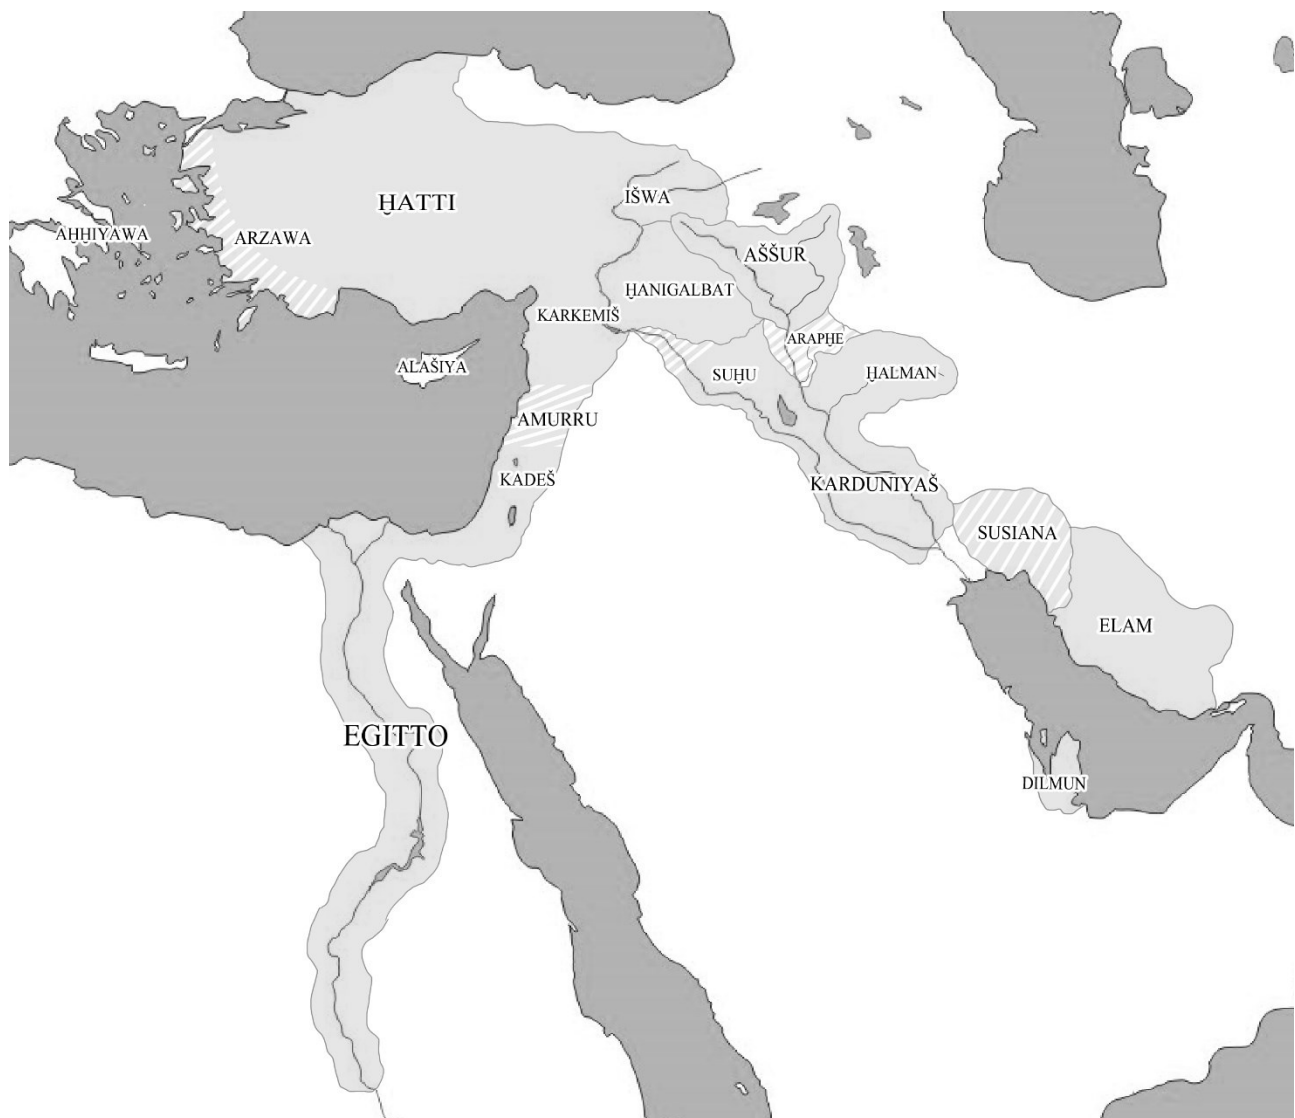 IŠWA
ḪATTI
AḪḪIYAWA
ARZAWA
AŠŠUR
ḪANIGALBAT
KARKEMIŠ
ARAPḪE
ALAŠIYA
SUḪU
ḪALMAN
AMURRU
KADEŠ
KARDUNIYAŠ
SUSIANA
ELAM
EGITTO
DILMUN